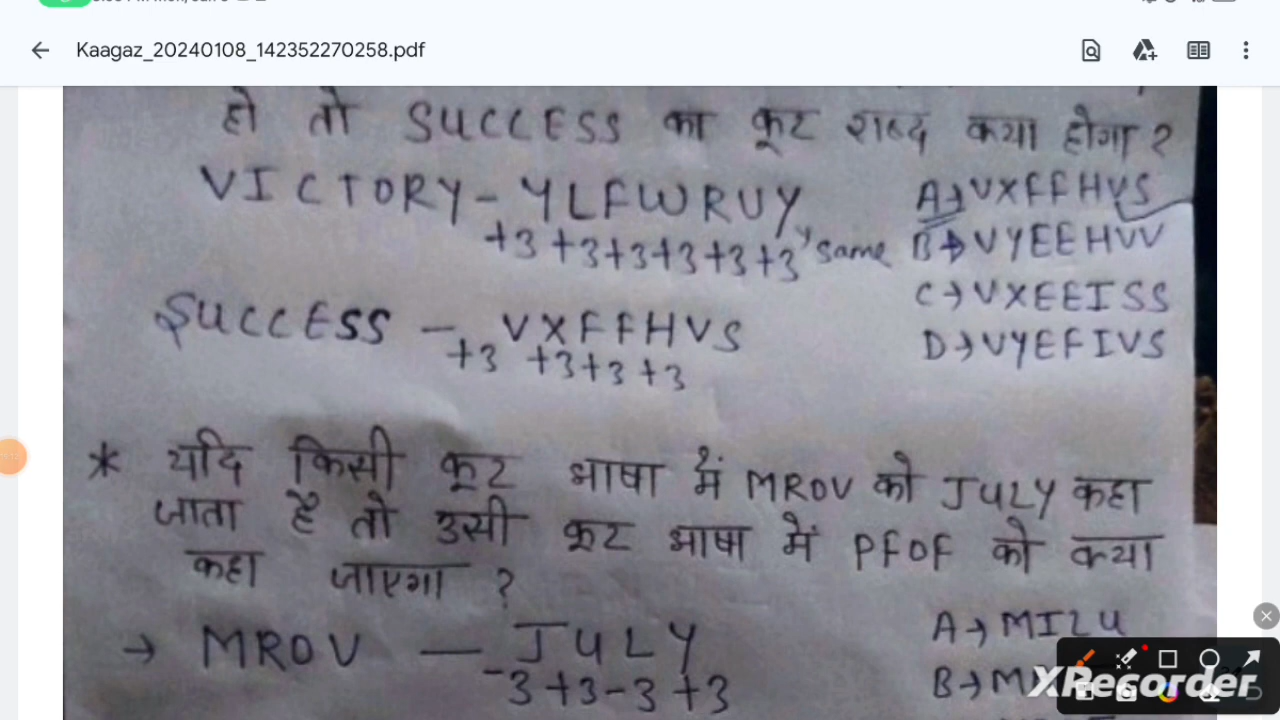 Kaagaz_20240108_142352270258.pdf
हो तो SUCCESS का कूट शब्द क्या होगा ?
VICTORY - YLFWRUY
+3 +3+3+3+3+3 same
A→VXFFHVS
B→VYEEHVV
C→VXEEISS
D→VYEFIVS
SUCCESS - VXFFHVS
+3 +3+3+3
* यदि किसी कूट भाषा में MROV को JULY कहा
जाता है तो उसी कूट भाषा में PFOF को क्या
कहा जाएगा ?
→ MROV — JULY
-3+3-3+3
A→MILU
XRecorder